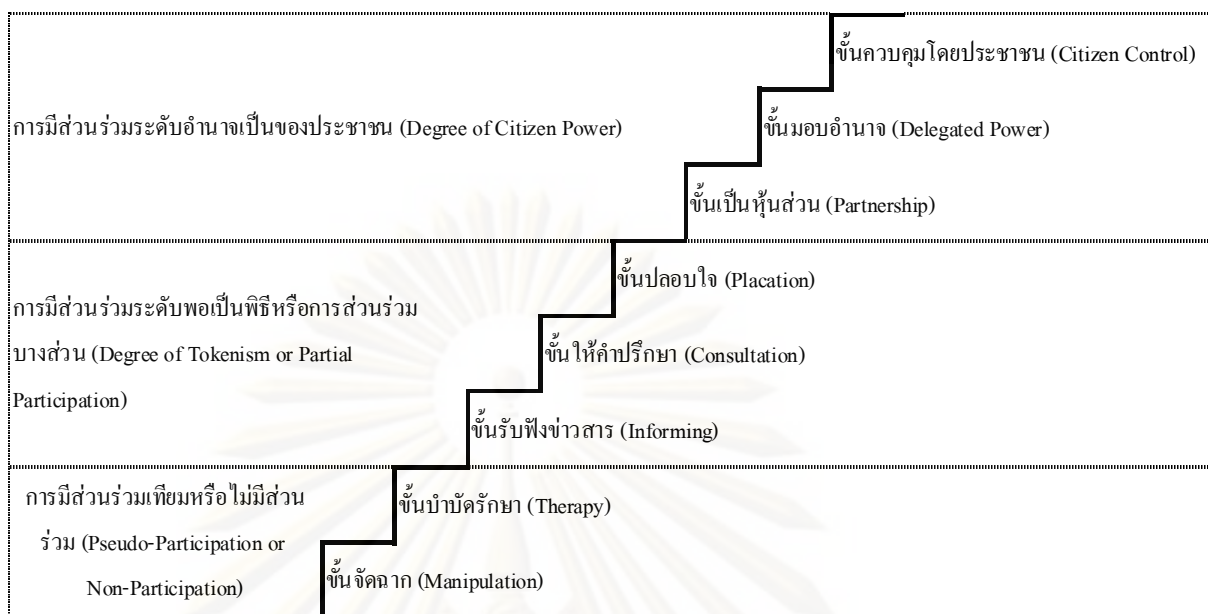 ขั้นควบคุมโดยประชาชน (Citizen Control)
การมีส่วนร่วมระดับอำนาจเป็นของประชาชน (Degree of Citizen Power)
ขั้นมอบอำนาจ (Delegated Power)
ขั้นเป็นหุ้นส่วน (Partnership)
ขั้นปลอบใจ (Placation)
การมีส่วนร่วมระดับพอเป็นพิธีหรือการส่วนร่วม
บางส่วน (Degree of Tokenism or Partial
Participation)
ขั้นให้คำปรึกษา (Consultation)
ขั้นรับฟังข่าวสาร (Informing)
การมีส่วนร่วมเทียมหรือไม่มีส่วน
ร่วม (Pseudo-Participation or
Non-Participation)
ขั้นบำบัดรักษา (Therapy)
ขั้นจัดฉาก (Manipulation)